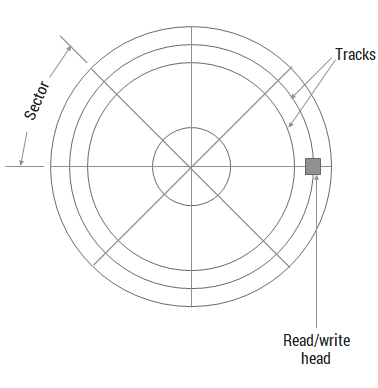 Tracks
Sector
Read/write
head